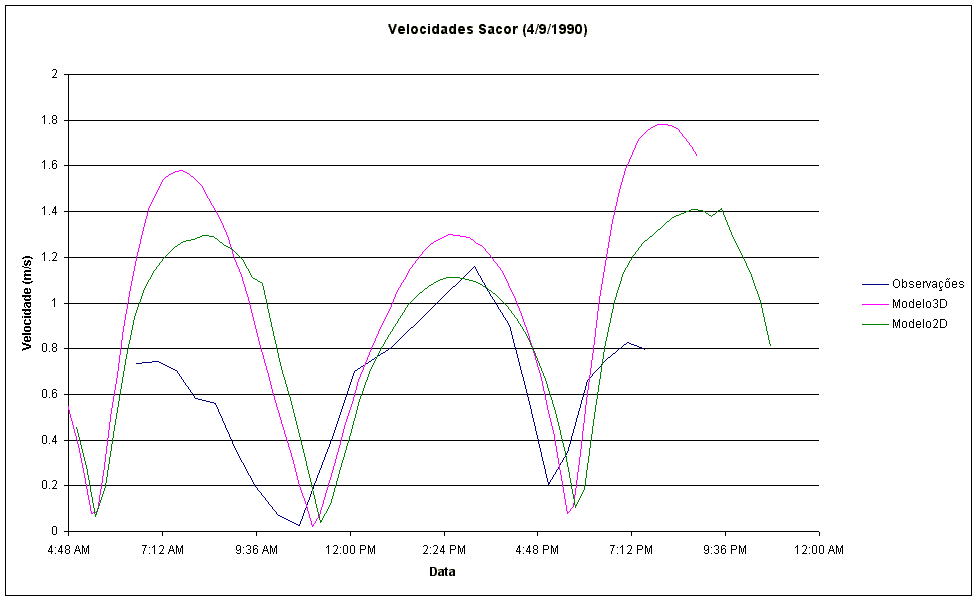 Velocidades Sacor (4/9/1990)
2
1.8
1.6
1.4
1.2
1
0.8
0.6
0.4
0.2
0
Velocidade (m/s)
4:48 AM 7:12 AM 9:36 AM 12:00 PM 2:24 PM 4:48 PM 7:12 PM 9:36 PM 12:00 AM
Data
Observações
Modelo3D
Modelo2D